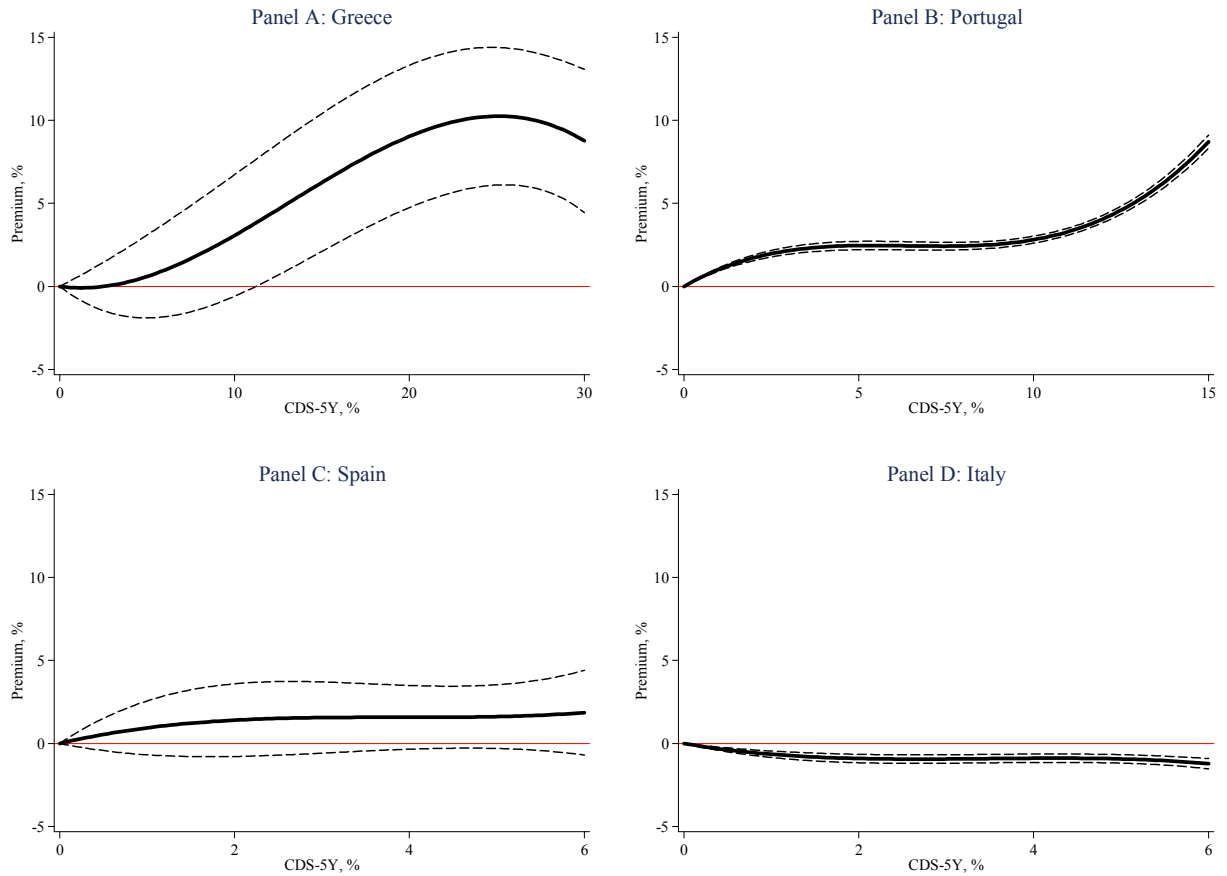 Panel A: Greece
15
10
5
0
-5
Premium, %
0 10 20 30
CDS-5Y, %
Panel B: Portugal
15
10
5
0
-5
Premium, %
0 5 10 15
CDS-5Y, %
Panel C: Spain
15
10
5
0
-5
Premium, %
0 2 4 6
CDS-5Y, %
Panel D: Italy
15
10
5
0
-5
Premium, %
0 2 4 6
CDS-5Y, %